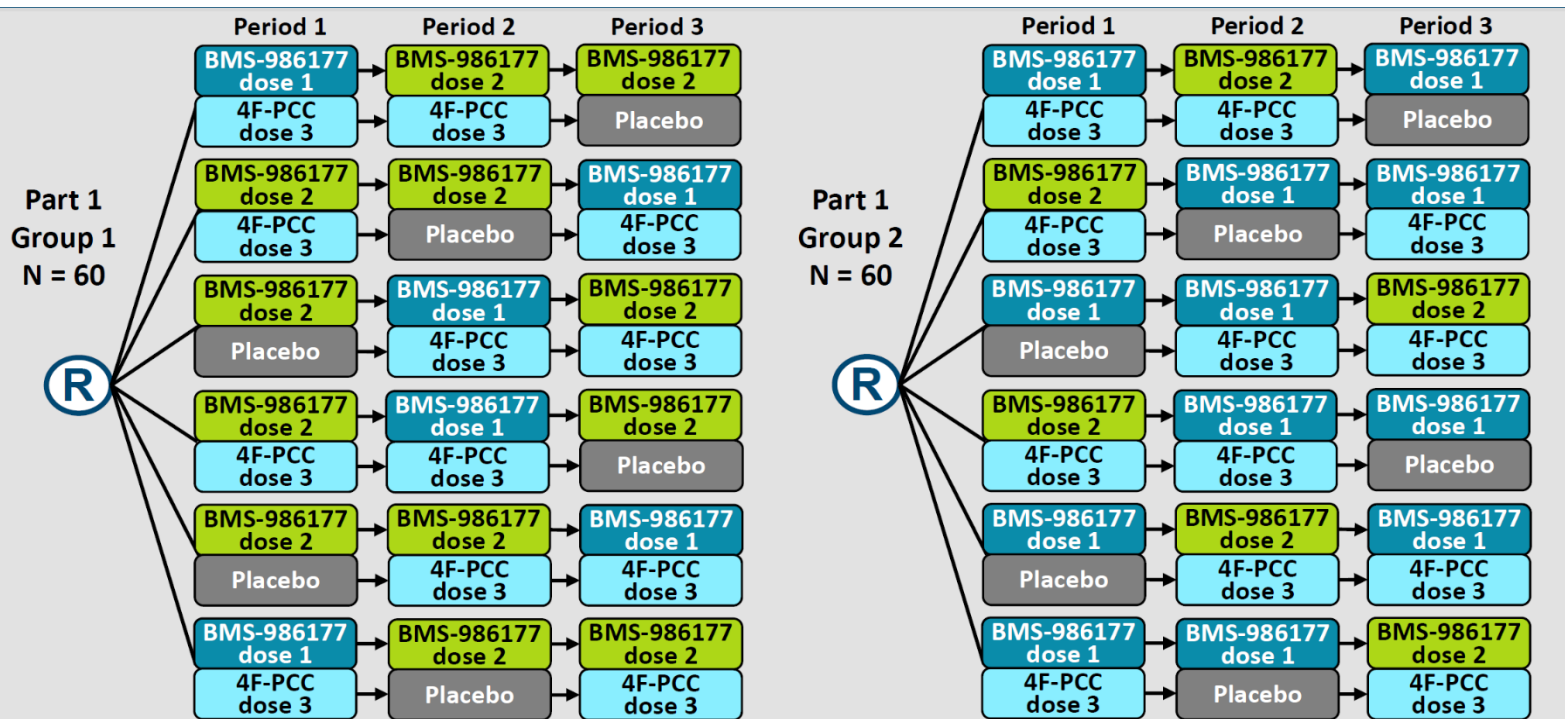 Period 1 Period 2 Period 3
BMS-986177 BMS-986177 BMS-986177
dose 1 dose 2 dose 2
4F-PCC 4F-PCC Placebo
dose 3 dose 3
BMS-986177 BMS-986177 BMS-986177
dose 2 dose 2 dose 1
4F-PCC Placebo 4F-PCC
dose 3 dose 3
Part 1
Group 1
N = 60
BMS-986177 BMS-986177 BMS-986177
dose 2 dose 1 dose 2
Placebo 4F-PCC 4F-PCC
dose 3 dose 3
R
BMS-986177 BMS-986177 BMS-986177
dose 2 dose 1 dose 2
4F-PCC 4F-PCC Placebo
dose 3 dose 3
BMS-986177 BMS-986177 BMS-986177
dose 2 dose 2 dose 1
Placebo 4F-PCC 4F-PCC
dose 3 dose 3
BMS-986177 BMS-986177 BMS-986177
dose 1 dose 2 dose 2
4F-PCC Placebo 4F-PCC
dose 3 dose 3
Period 1 Period 2 Period 3
BMS-986177 BMS-986177 BMS-986177
dose 1 dose 2 dose 1
4F-PCC 4F-PCC Placebo
dose 3 dose 3
BMS-986177 BMS-986177 BMS-986177
dose 2 dose 1 dose 1
4F-PCC Placebo 4F-PCC
dose 3 dose 3
Part 1
Group 2
N = 60
BMS-986177 BMS-986177 BMS-986177
dose 1 dose 1 dose 2
Placebo 4F-PCC 4F-PCC
dose 3 dose 3
R
BMS-986177 BMS-986177 BMS-986177
dose 2 dose 1 dose 1
4F-PCC 4F-PCC Placebo
dose 3 dose 3
BMS-986177 BMS-986177 BMS-986177
dose 1 dose 2 dose 1
Placebo 4F-PCC 4F-PCC
dose 3 dose 3
BMS-986177 BMS-986177 BMS-986177
dose 1 dose 1 dose 2
4F-PCC Placebo 4F-PCC
dose 3 dose 3